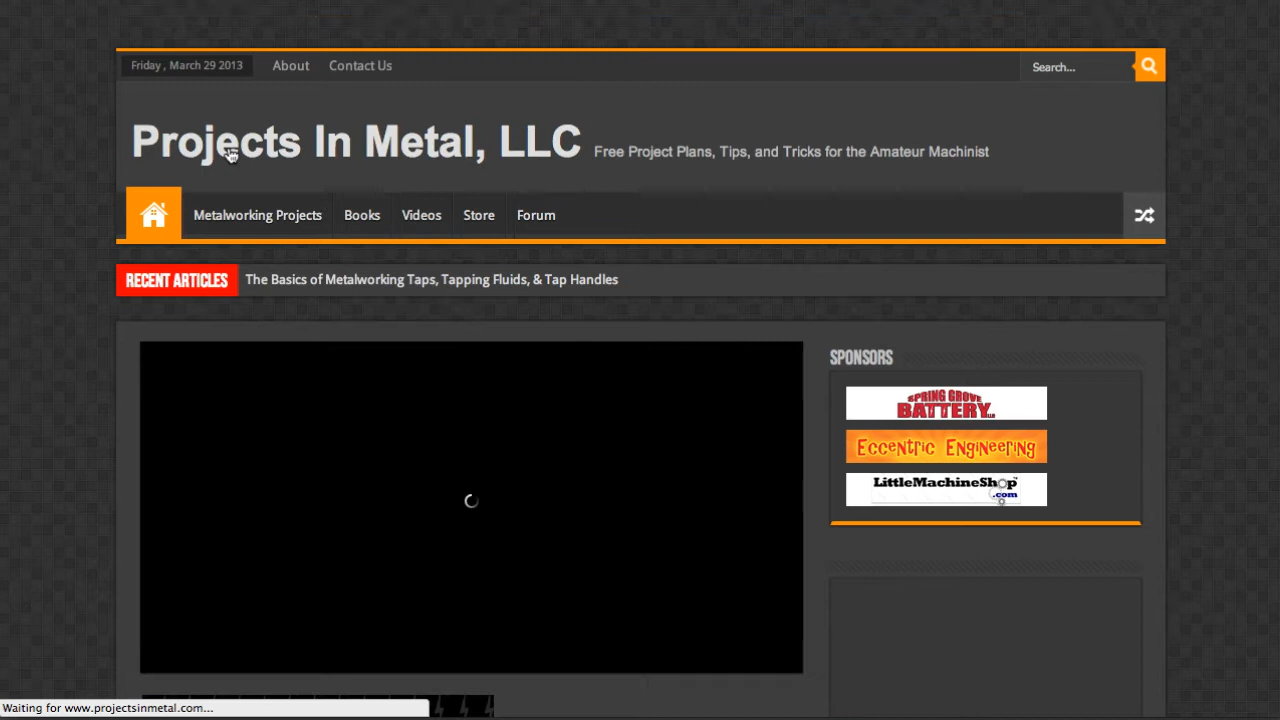 Friday , March 29 2013
About
Contact Us
Search...
Projects In Metal, LLC
Free Project Plans, Tips, and Tricks for the Amateur Machinist
Metalworking Projects
Books
Videos
Store
Forum
RECENT ARTICLES
The Basics of Metalworking Taps, Tapping Fluids, & Tap Handles
SPONSORS
SPRING GROVE
BATTERY LLC
Eccentric Engineering
LittleMachineShop
.com
Waiting for www.projectsinmetal.com...